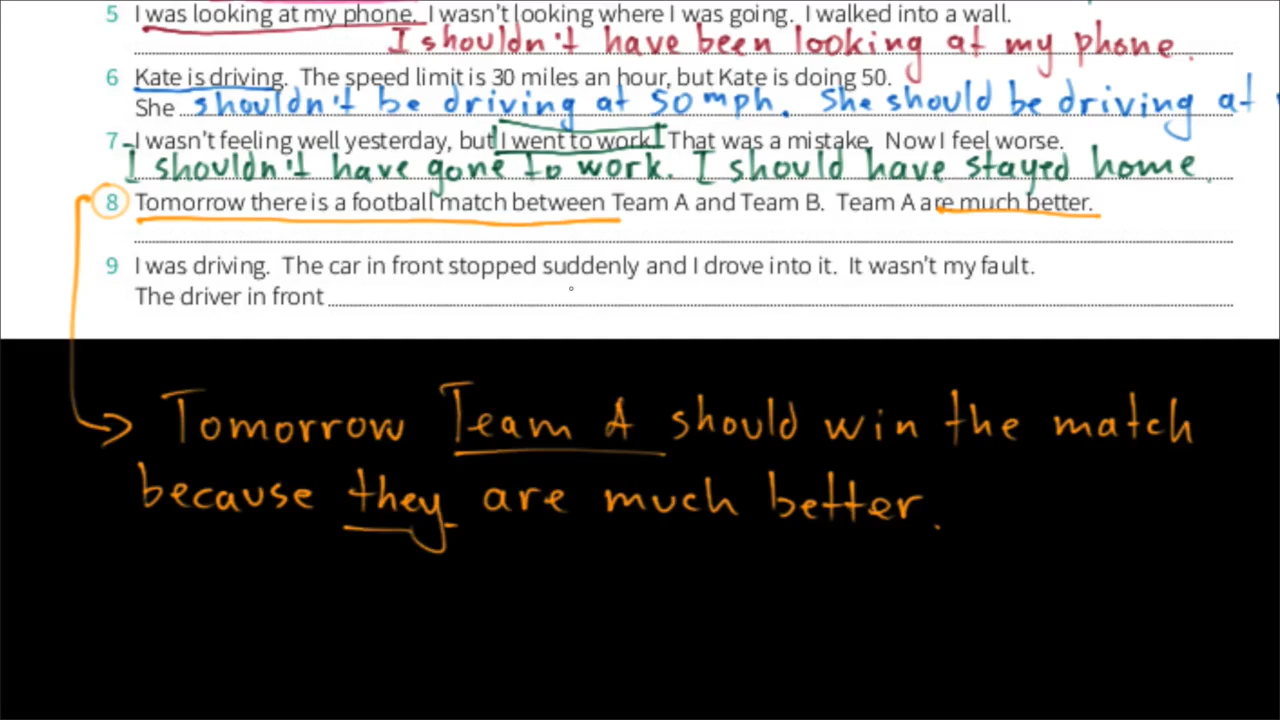 5 I was looking at my phone. I wasn't looking where I was going. I walked into a wall.
I shouldn't have been looking at my phone.
6 Kate is driving. The speed limit is 30 miles an hour, but Kate is doing 50.
She shouldn't be driving at 50 mph. She should be driving at
7 I wasn't feeling well yesterday, but I went to work. That was a mistake. Now I feel worse.
I shouldn't have gone to work. I should have stayed home.
8 Tomorrow there is a football match between Team A and Team B. Team A are much better.
9 I was driving. The car in front stopped suddenly and I drove into it. It wasn't my fault.
The driver in front
Tomorrow Team A should win the match
because they are much better.